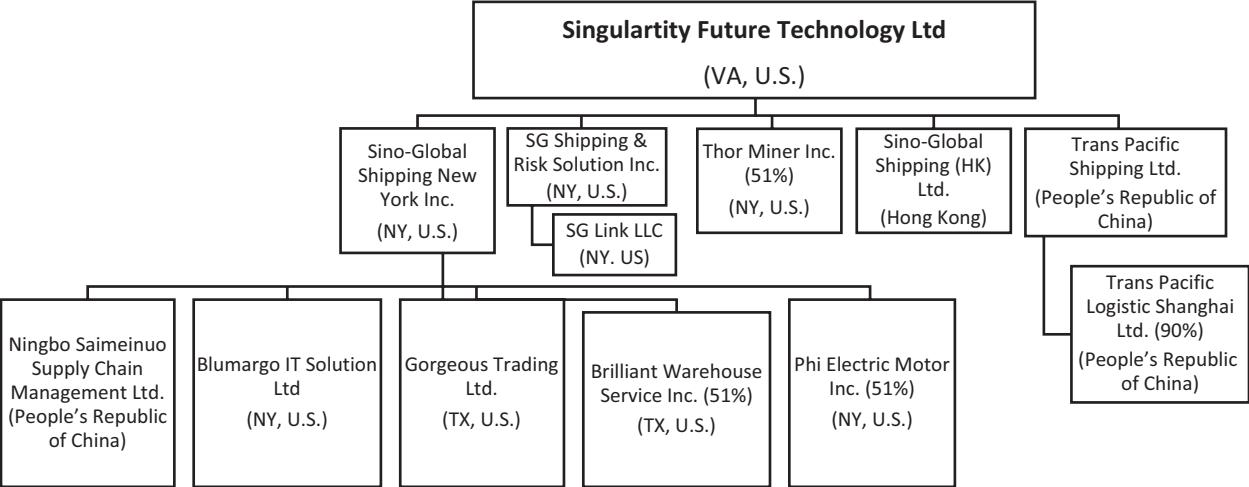 Singulartity Future Technology Ltd
(VA, U.S.)
Sino-Global
Shipping New
York Inc.
(NY, U.S.)
SG Shipping &
Risk Solution Inc.
(NY, U.S.)
SG Link LLC
(NY. US)
Thor Miner Inc.
(51%)
(NY, U.S.)
Sino-Global
Shipping (HK)
Ltd.
(Hong Kong)
Trans Pacific
Shipping Ltd.
(People’s Republic of
China)
Trans Pacific
Logistic Shanghai
Ltd. (90%)
(People’s Republic
of China)
Ningbo Saimeinuo
Supply Chain
Management Ltd.
(People’s Republic
of China)
Blumargo IT Solution
Ltd
(NY, U.S.)
Gorgeous Trading
Ltd.
(TX, U.S.)
Brilliant Warehouse
Service Inc. (51%)
(TX, U.S.)
Phi Electric Motor
Inc. (51%)
(NY, U.S.)